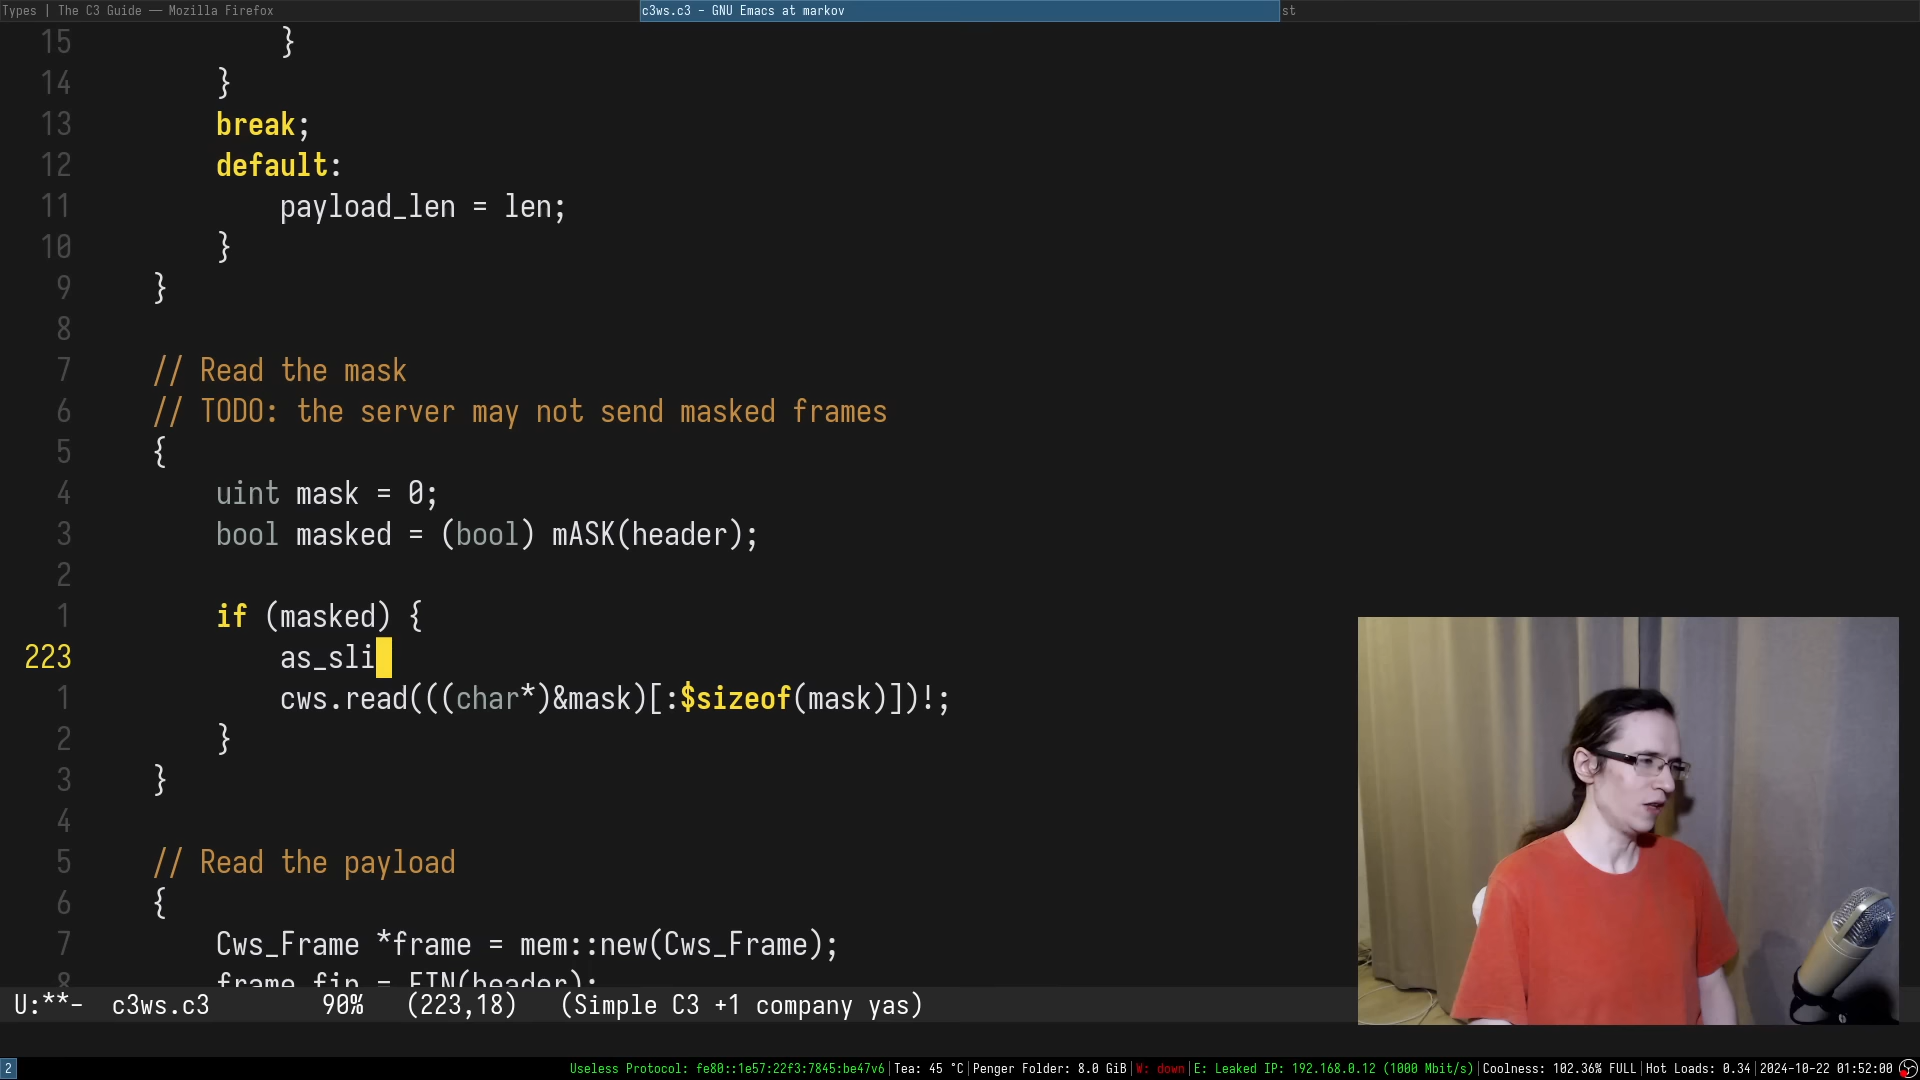 Types | The C3 Guide — Mozilla Firefox
c3ws.c3 - GNU Emacs at markov
st
15 }
14 }
13 break;
12 default:
11 payload_len = len;
10 }
9 }
8
7 // Read the mask
6 // TODO: the server may not send masked frames
5 {
4 uint mask = 0;
3 bool masked = (bool) mASK(header);
2
1 if (masked) {
223 as_sli
1 cws.read(((char*)&mask)[:$sizeof(mask)])!;
2 }
3 }
4
5 // Read the payload
6 {
7 Cws_Frame *frame = mem::new(Cws_Frame);
8 frame.fin = FIN(header);
U:**- c3ws.c3 90% (223,18) (Simple C3 +1 company yas)
2
Useless Protocol: fe80::1e57:22f3:7845:be47v6|Tea: 45 °C|Penger Folder: 8.0 GiB|W: down|E: Leaked IP: 192.168.0.12 (1000 Mbit/s)|Coolness: 102.36% FULL|Hot Loads: 0.34|2024-10-22 01:52:00